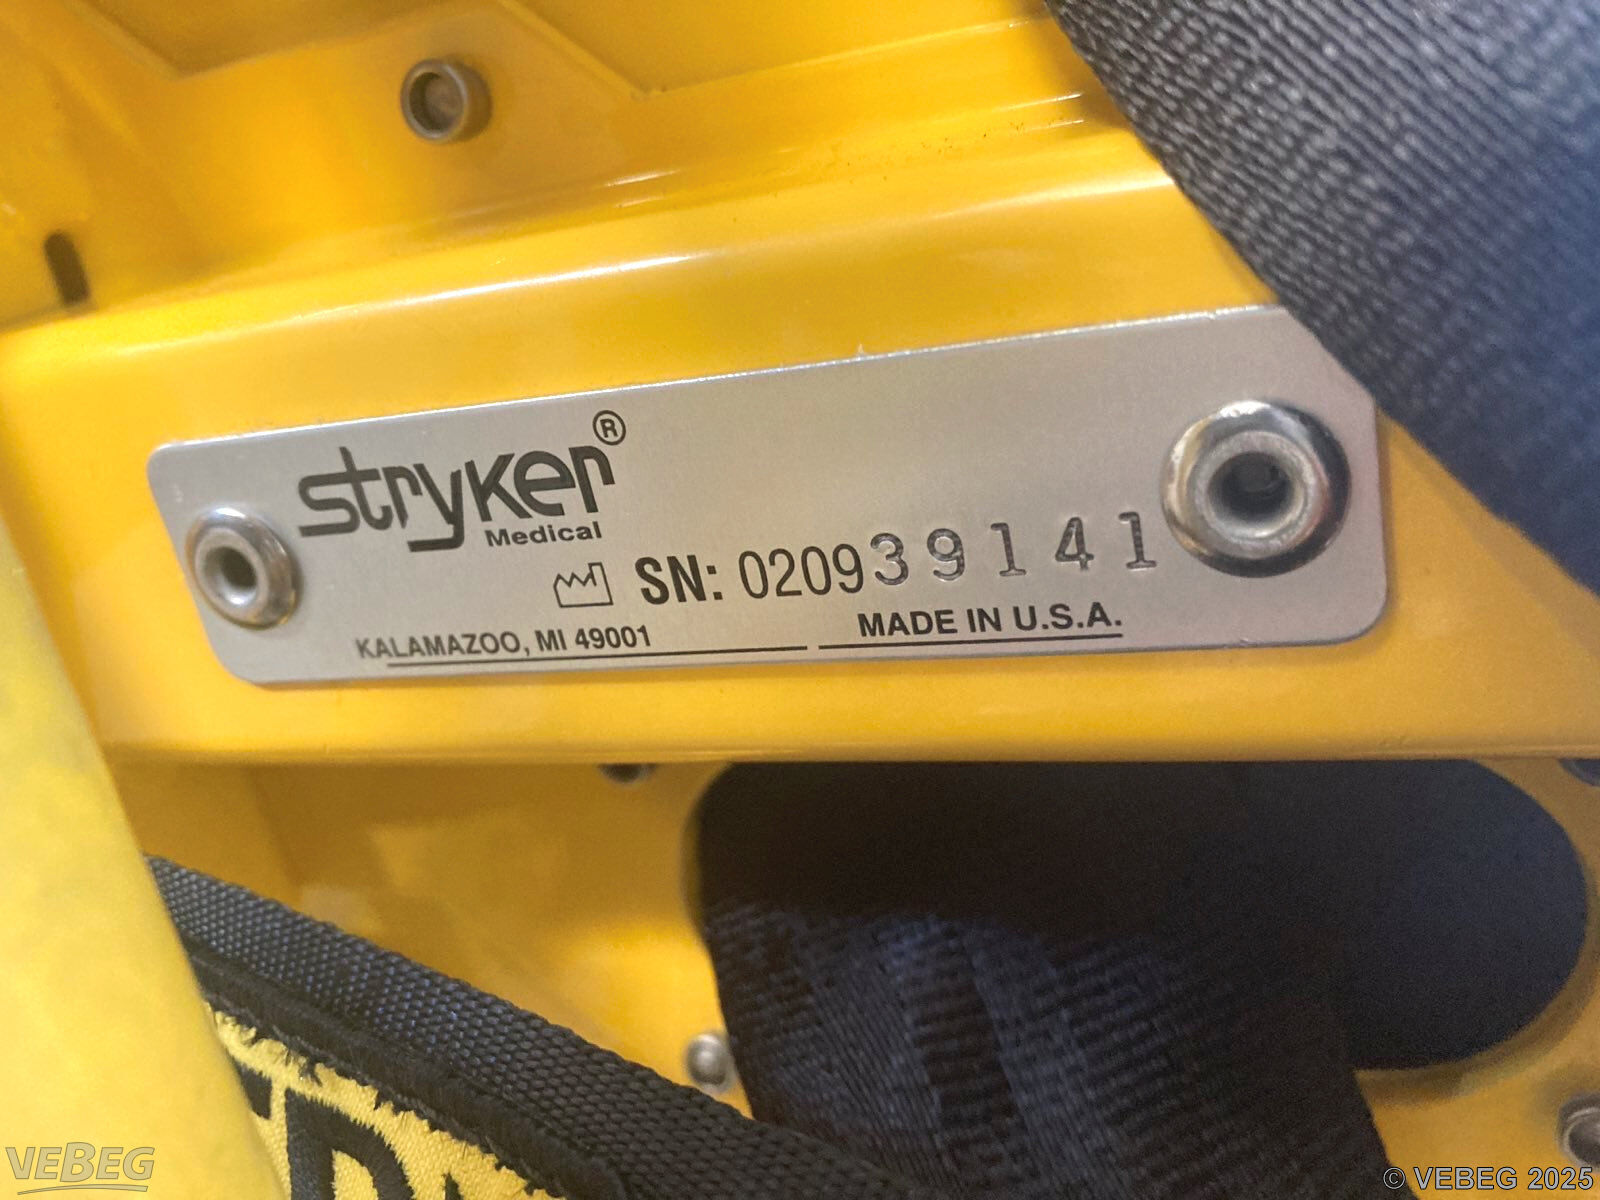 stryker®
Medical
SN: 020939141
KALAMAZOO, MI 49001
MADE IN U.S.A.
VEBEG
© VEBEG 2025